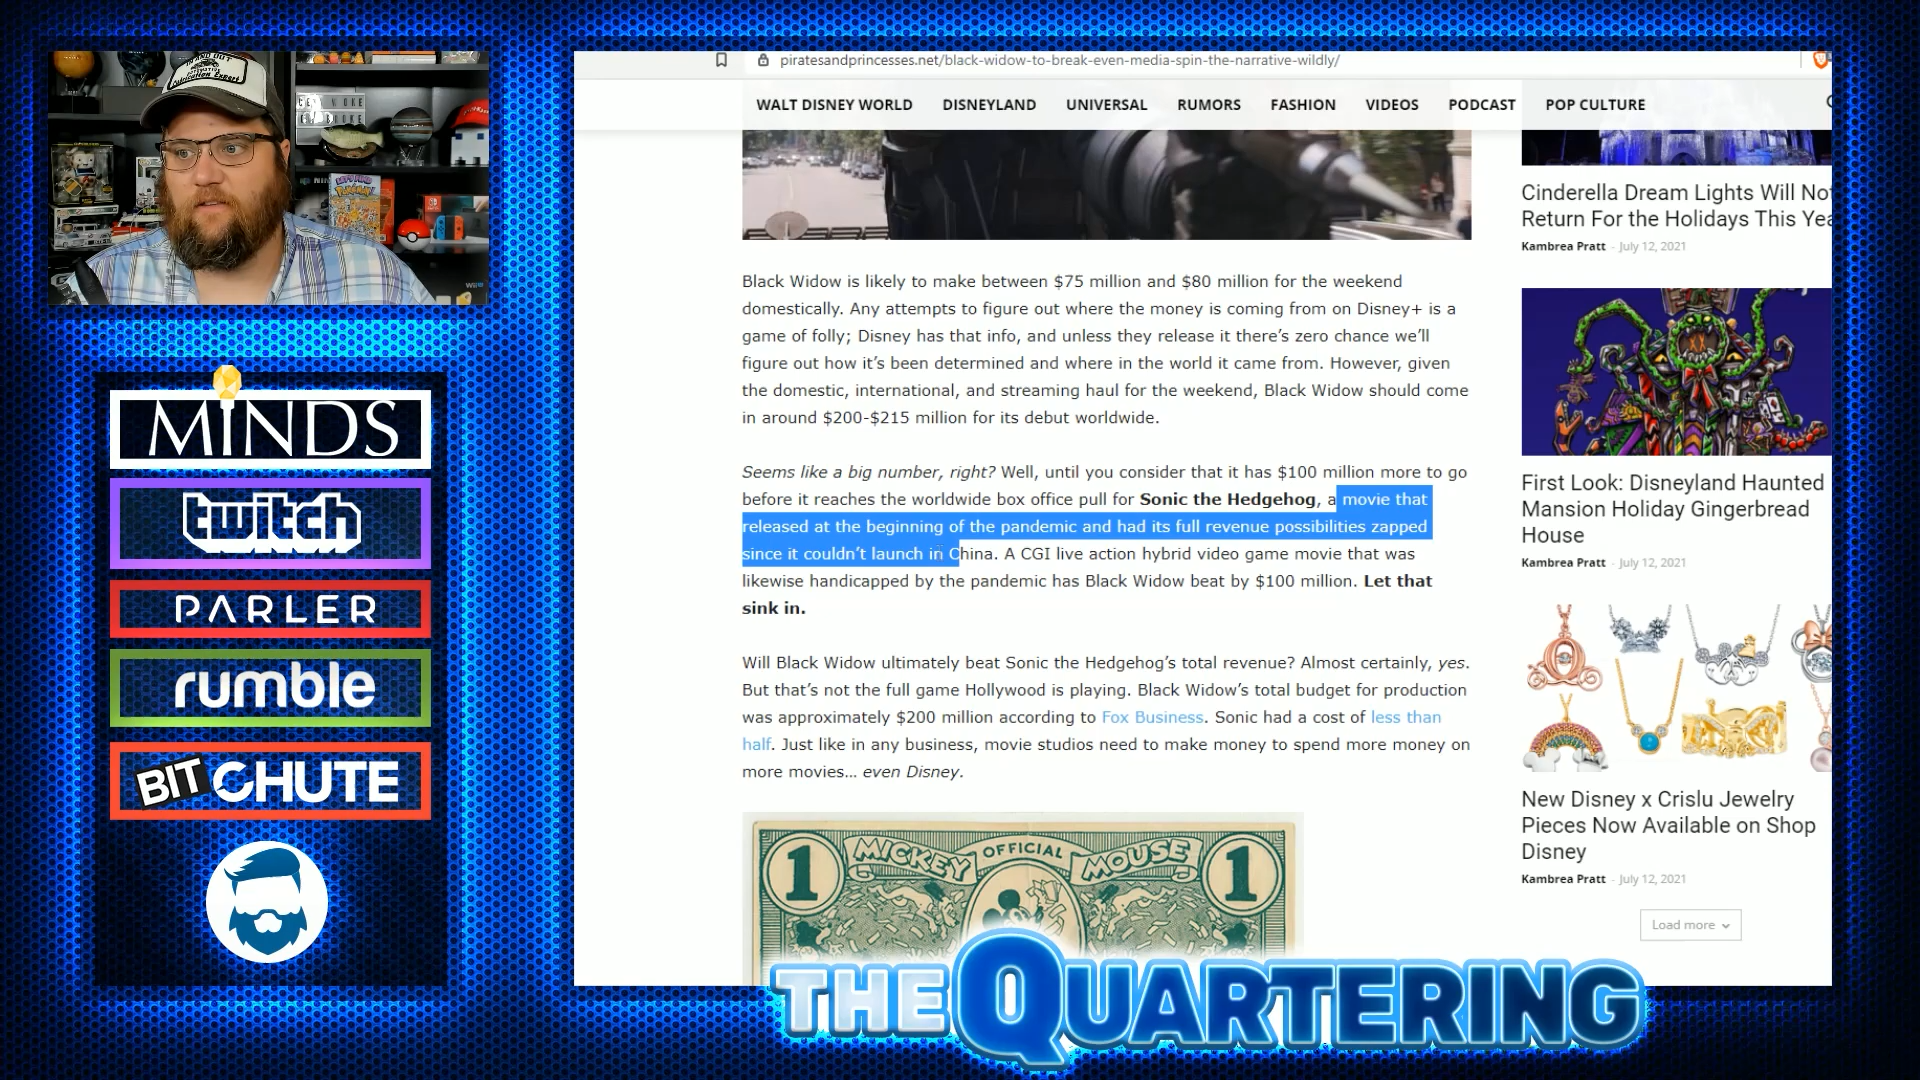 piratesandprincesses.net/black-widow-to-break-even-media-spin-the-narrative-wildly/
WALT DISNEY WORLD DISNEYLAND UNIVERSAL RUMORS FASHION VIDEOS PODCAST POP CULTURE
Black Widow is likely to make between $75 million and $80 million for the weekend
domestically. Any attempts to figure out where the money is coming from on Disney+ is a
game of folly; Disney has that info, and unless they release it there’s zero chance we’ll
figure out how it’s been determined and where in the world it came from. However, given
the domestic, international, and streaming haul for the weekend, Black Widow should come
in around $200-$215 million for its debut worldwide.
Seems like a big number, right? Well, until you consider that it has $100 million more to go
before it reaches the worldwide box office pull for Sonic the Hedgehog, a movie that
released at the beginning of the pandemic and had its full revenue possibilities zapped
since it couldn’t launch in China. A CGI live action hybrid video game movie that was
likewise handicapped by the pandemic has Black Widow beat by $100 million. Let that
sink in.
Will Black Widow ultimately beat Sonic the Hedgehog’s total revenue? Almost certainly, yes.
But that’s not the full game Hollywood is playing. Black Widow’s total budget for production
was approximately $200 million according to Fox Business. Sonic had a cost of less than
half. Just like in any business, movie studios need to make money to spend more money on
more movies… even Disney.
1 MICKEY OFFICIAL MOUSE 1
Cinderella Dream Lights Will Not
Return For the Holidays This Yea
Kambrea Pratt - July 12, 2021
First Look: Disneyland Haunted
Mansion Holiday Gingerbread
House
Kambrea Pratt - July 12, 2021
New Disney x Crislu Jewelry
Pieces Now Available on Shop
Disney
Kambrea Pratt - July 12, 2021
Load more
MINDS
twitch
PARLER
rumble
BITCHUTE
THE QUARTERING